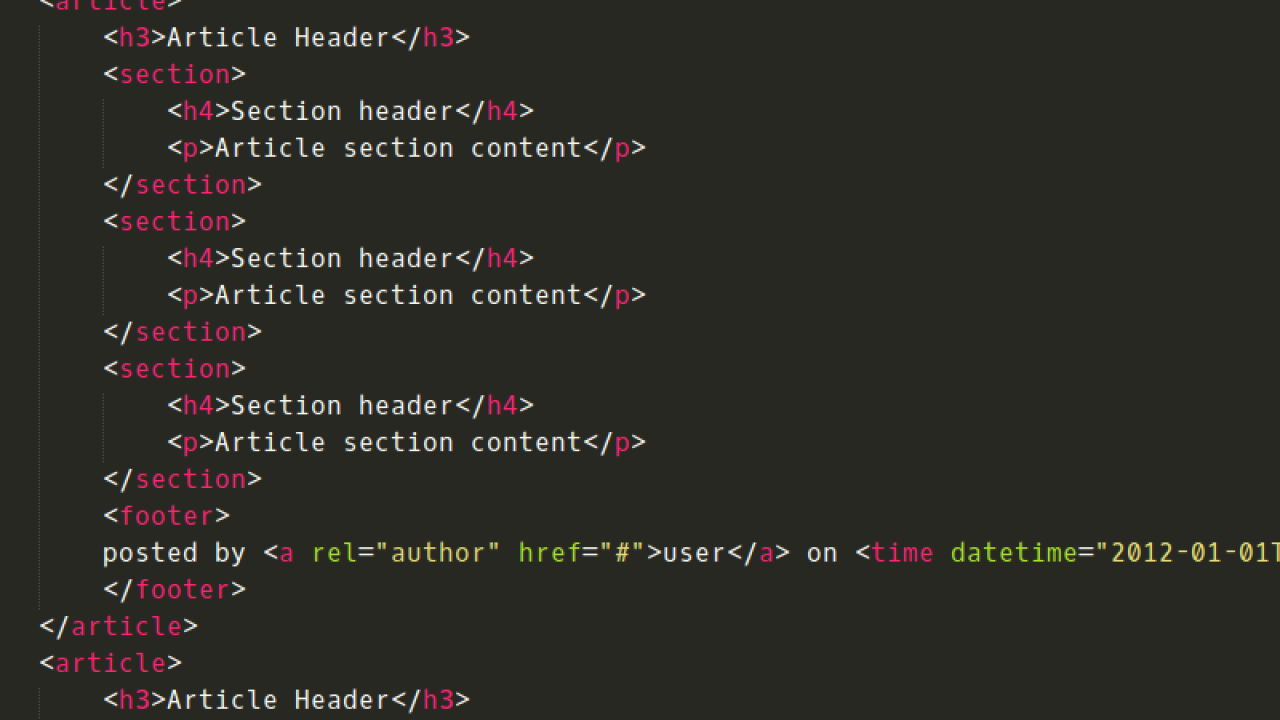 <article>
<h3>Article Header</h3>
<section>
<h4>Section header</h4>
<p>Article section content</p>
</section>
<section>
<h4>Section header</h4>
<p>Article section content</p>
</section>
<section>
<h4>Section header</h4>
<p>Article section content</p>
</section>
<footer>
posted by <a rel="author" href="#">user</a> on <time datetime="2012-01-01T
</footer>
</article>
<article>
<h3>Article Header</h3>